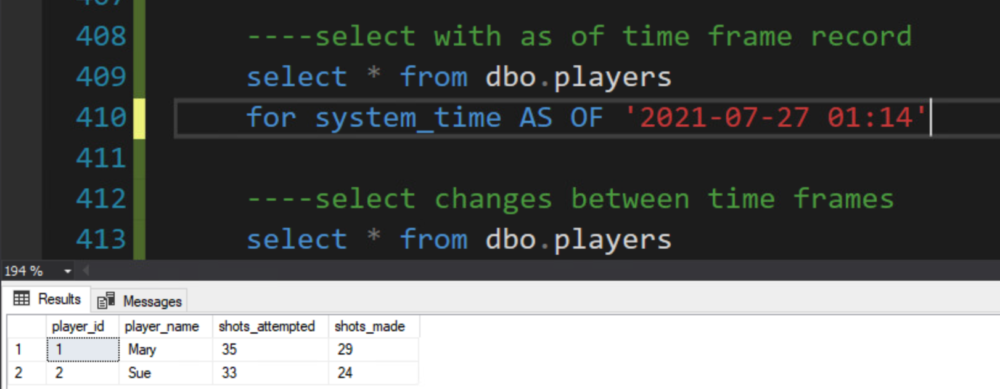 407
408 ----select with as of time frame record
409 select * from dbo.players
410 for system_time AS OF '2021-07-27 01:14'
411
412 ----select changes between time frames
413 select * from dbo.players
194 %
Results Messages
player_id player_name shots_attempted shots_made
1 1 Mary 35 29
2 2 Sue 33 24